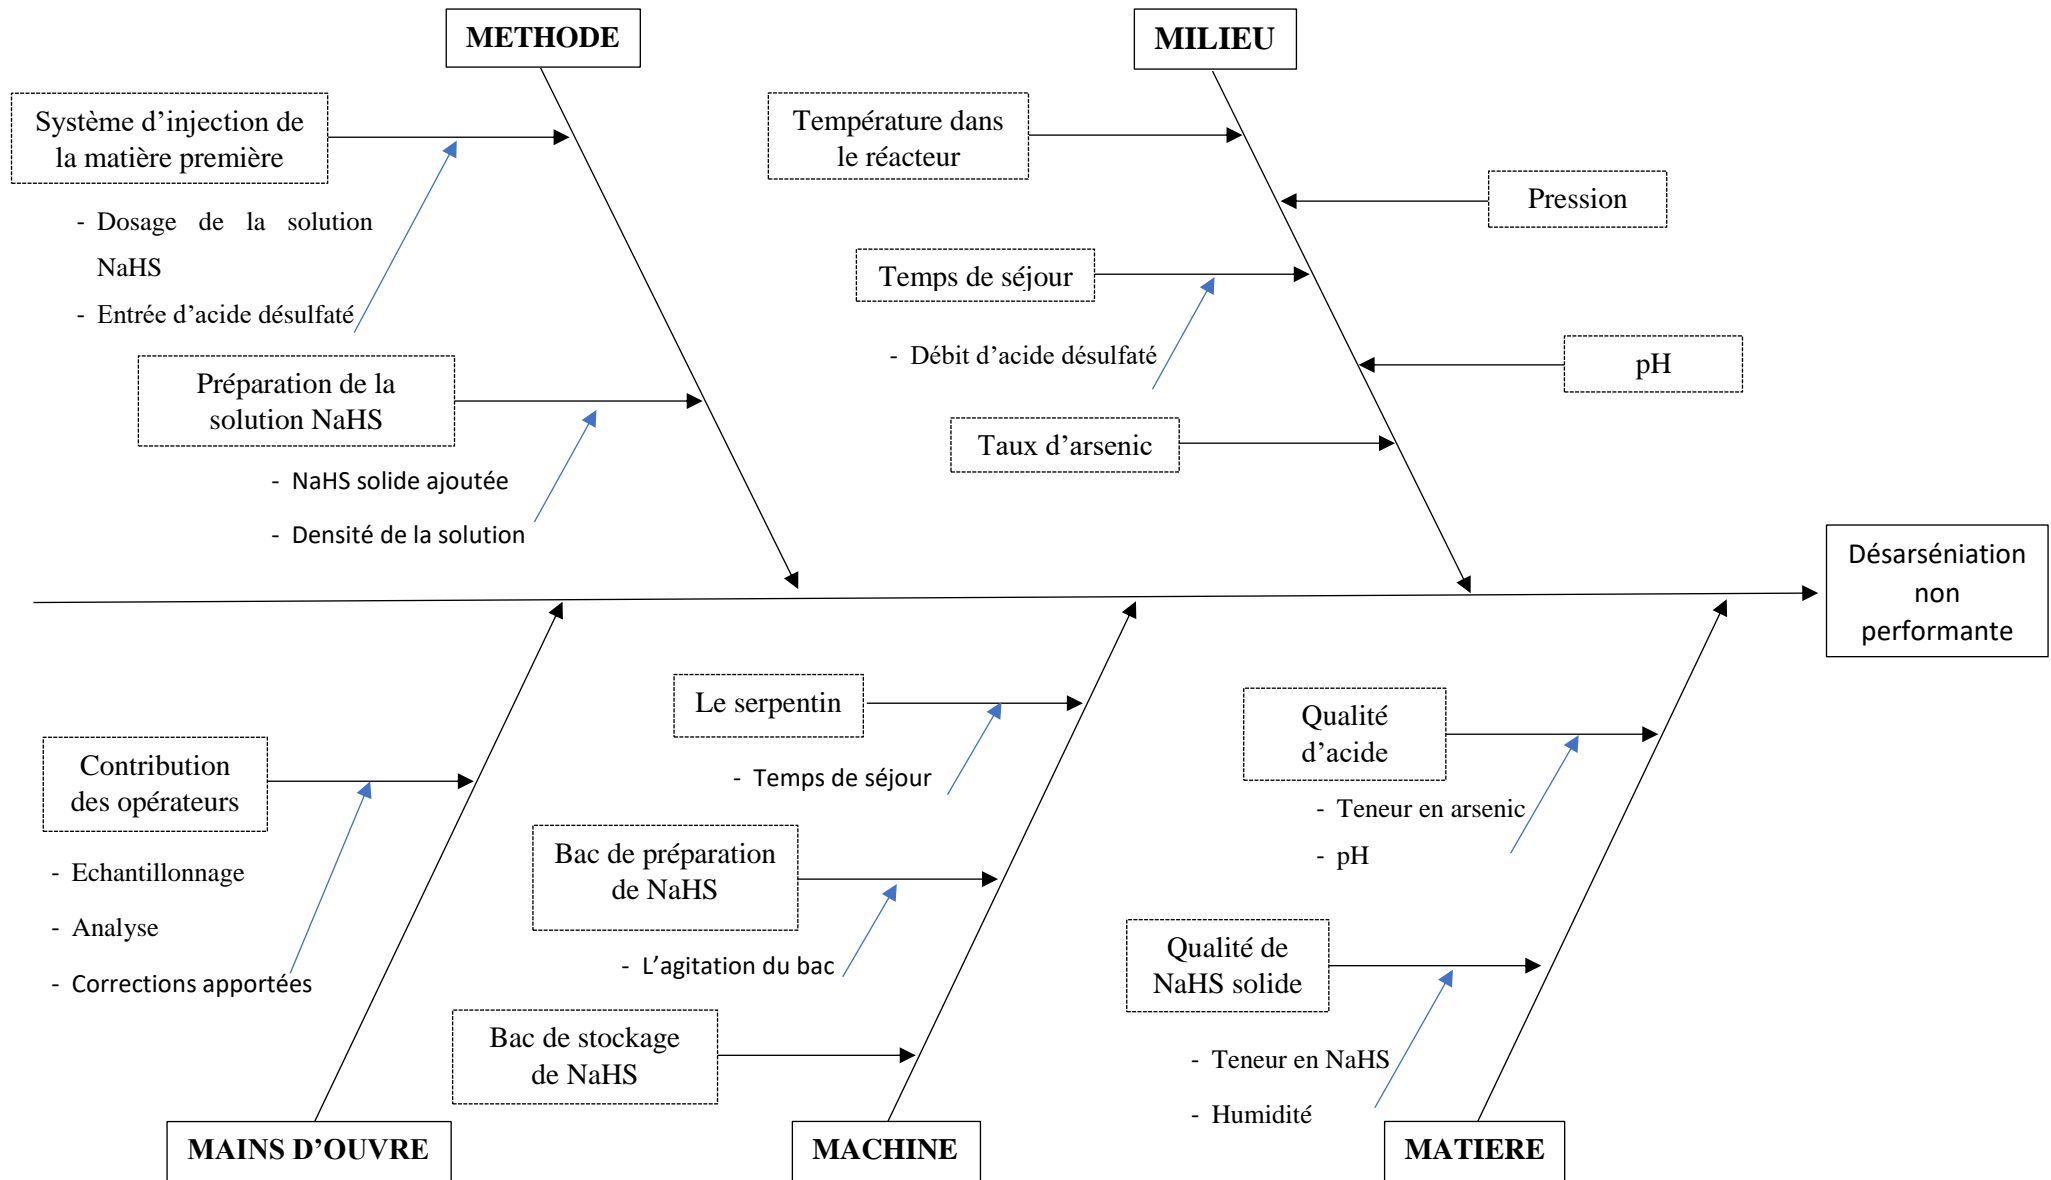 METHODE
MILIEU
Système d’injection de
la matière première
- Dosage de la solution
NaHS
- Entrée d’acide désulfaté
Préparation de la
solution NaHS
- NaHS solide ajoutée
- Densité de la solution
Température dans
le réacteur
Pression
Temps de séjour
- Débit d’acide désulfaté
pH
Taux d’arsenic
Désarséniation
non
performante
Contribution
des opérateurs
- Echantillonnage
- Analyse
- Corrections apportées
Le serpentin
- Temps de séjour
Bac de préparation
de NaHS
- L’agitation du bac
Bac de stockage
de NaHS
Qualité
d’acide
- Teneur en arsenic
- pH
Qualité de
NaHS solide
- Teneur en NaHS
- Humidité
MAINS D’OUVRE
MACHINE
MATIERE